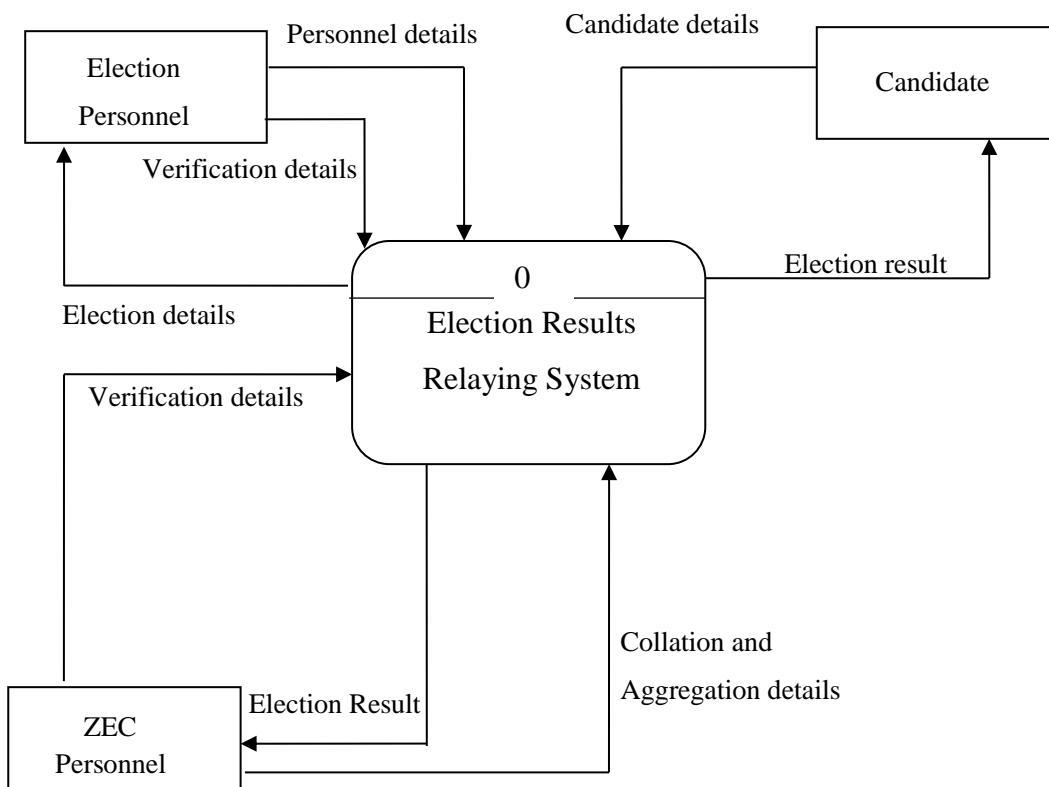 Personnel details
Candidate details
Election
Personnel
Candidate
Verification details
Election result
0
Election details
Election Results
Relaying System
Verification details
Collation and
Aggregation details
Election Result
ZEC
Personnel